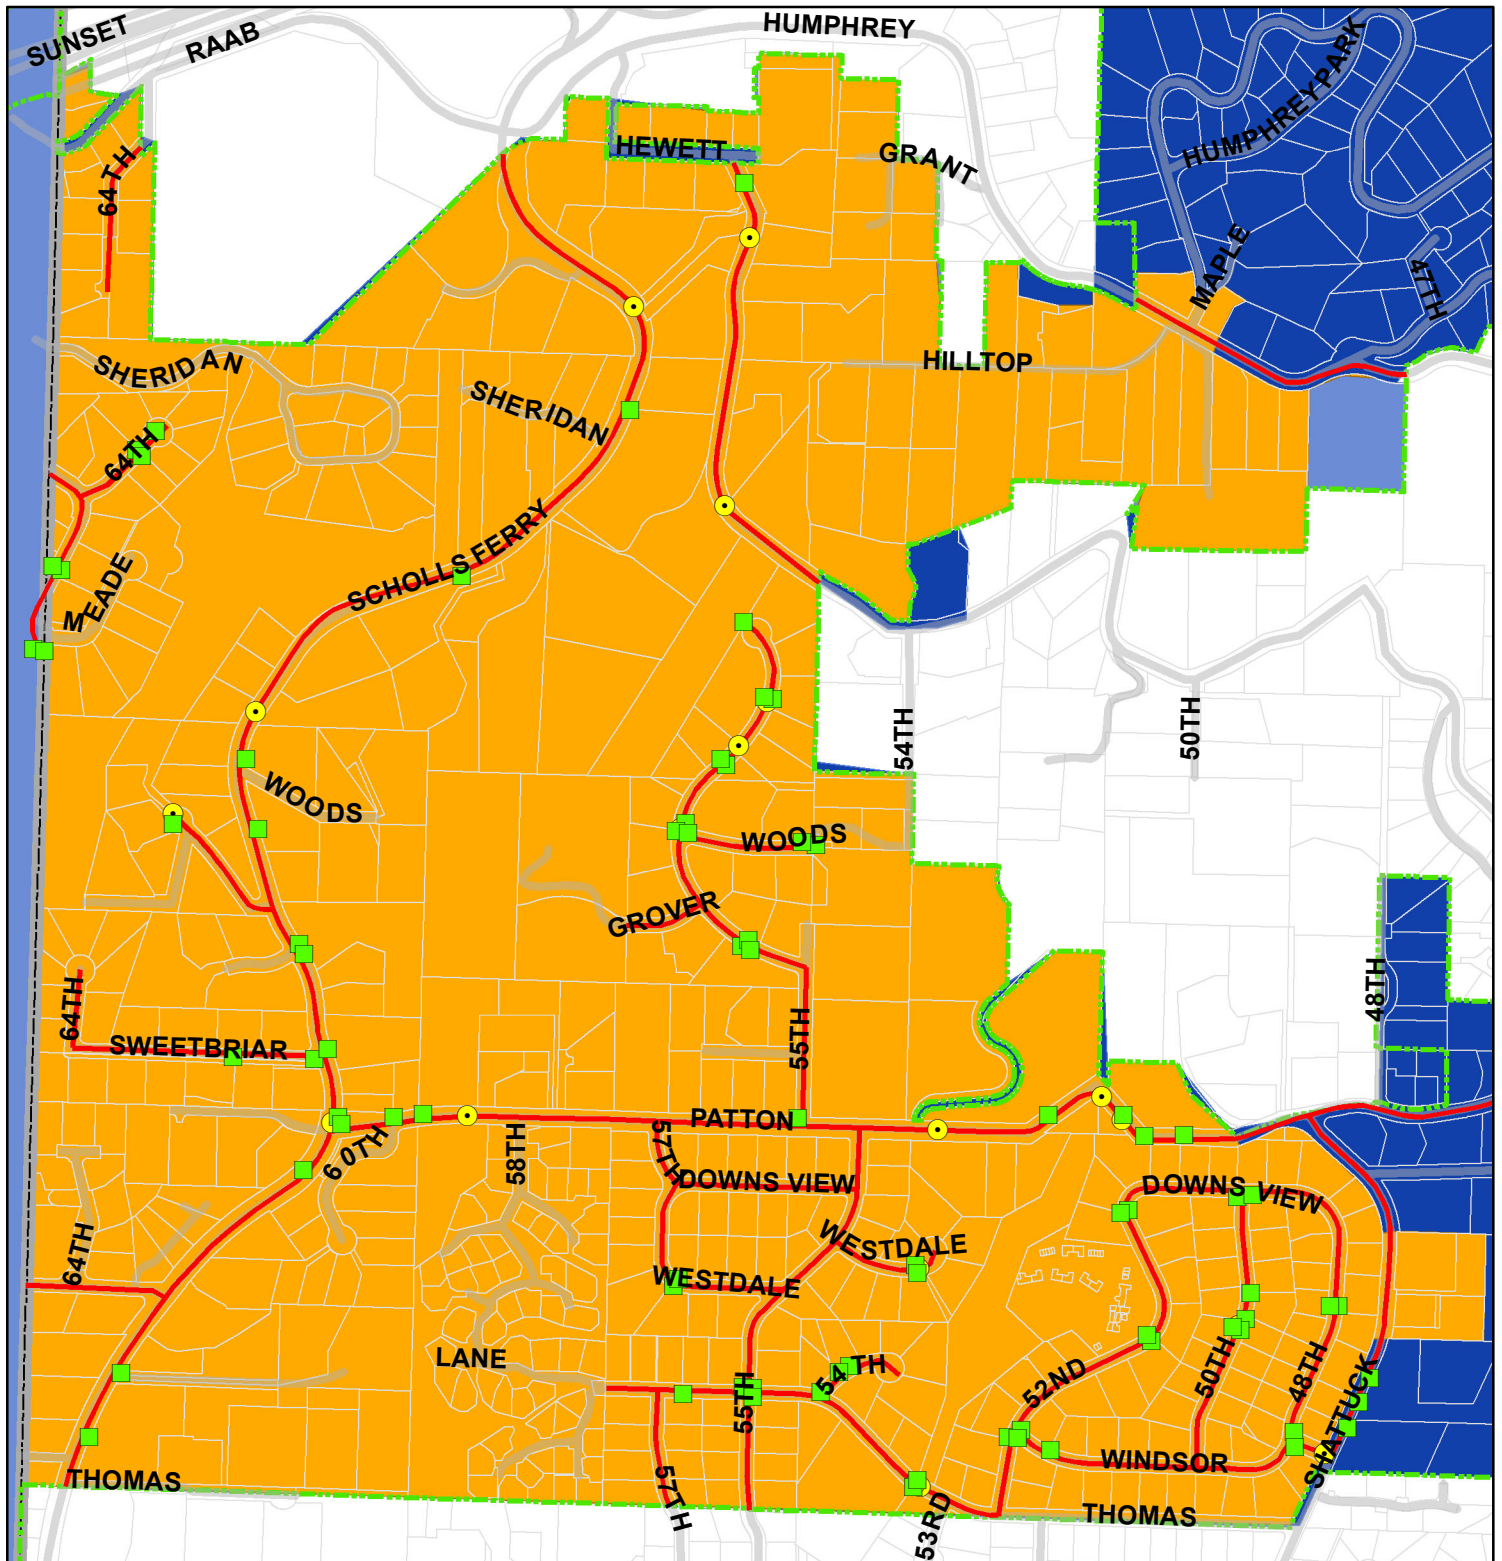 SUNSET
RAAB
HUMPHREY
HUMPHREY PARK
HEWETT
GRANT
64TH
MAPLE
47TH
SHERIDAN
HILLTOP
SHERIDAN
64TH
SCHOLLS FERRY
MEADE
54TH
50TH
WOODS
WOODS
GROVER
48TH
64TH
SWEETBRIAR
55TH
PATTON
60TH
58TH
57TH
DOWNS VIEW
DOWNS VIEW
64TH
WESTDALE
WESTDALE
LANE
54TH
52ND
50TH
48TH
SHATTUCK
55TH
WINDSOR
THOMAS
57TH
53RD
THOMAS